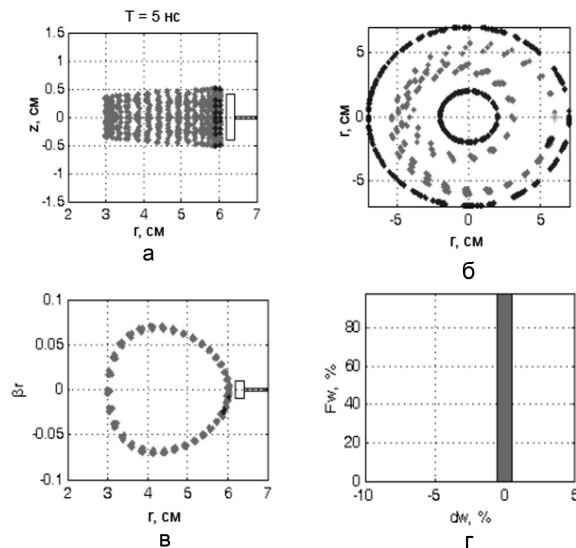 T = 5 нс
z, см
1.5
1
0.5
0
-0.5
-1
-1.5
2 3 4 5 6 7
r, см
а
r, см
5
0
-5
-5 0 5
r, см
б
βr
0.1
0.05
0
-0.05
-0.1
2 3 4 5 6 7
r, см
в
Fw, %
80
60
40
20
0
-10 -5 0 5
dw, %
г